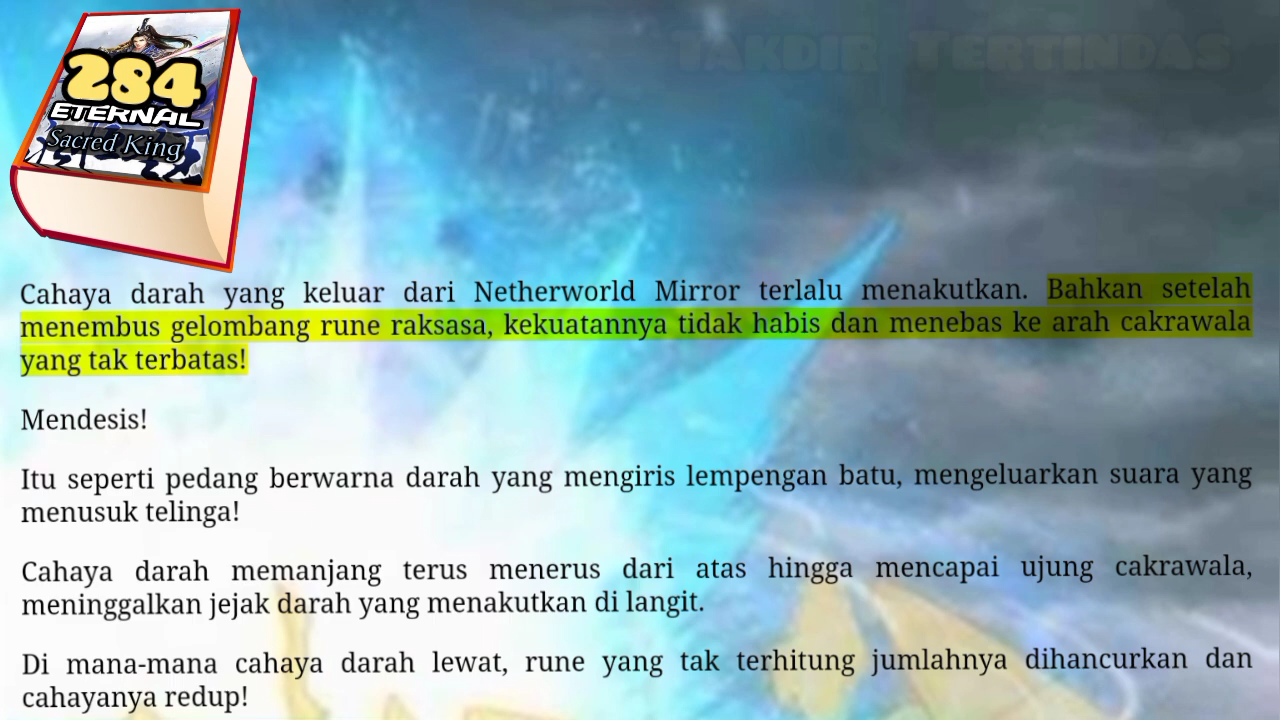 TAKDIR TERTINDAS
284
ETERNAL
Sacred King
Cahaya darah yang keluar dari Netherworld Mirror terlalu menakutkan. Bahkan setelah
menembus gelombang rune raksasa, kekuatannya tidak habis dan menebas ke arah cakrawala
yang tak terbatas!
Mendesis!
Itu seperti pedang berwarna darah yang mengiris lempengan batu, mengeluarkan suara yang
menusuk telinga!
Cahaya darah memanjang terus menerus dari atas hingga mencapai ujung cakrawala,
meninggalkan jejak darah yang menakutkan di langit.
Di mana-mana cahaya darah lewat, rune yang tak terhitung jumlahnya dihancurkan dan
cahayanya redup!